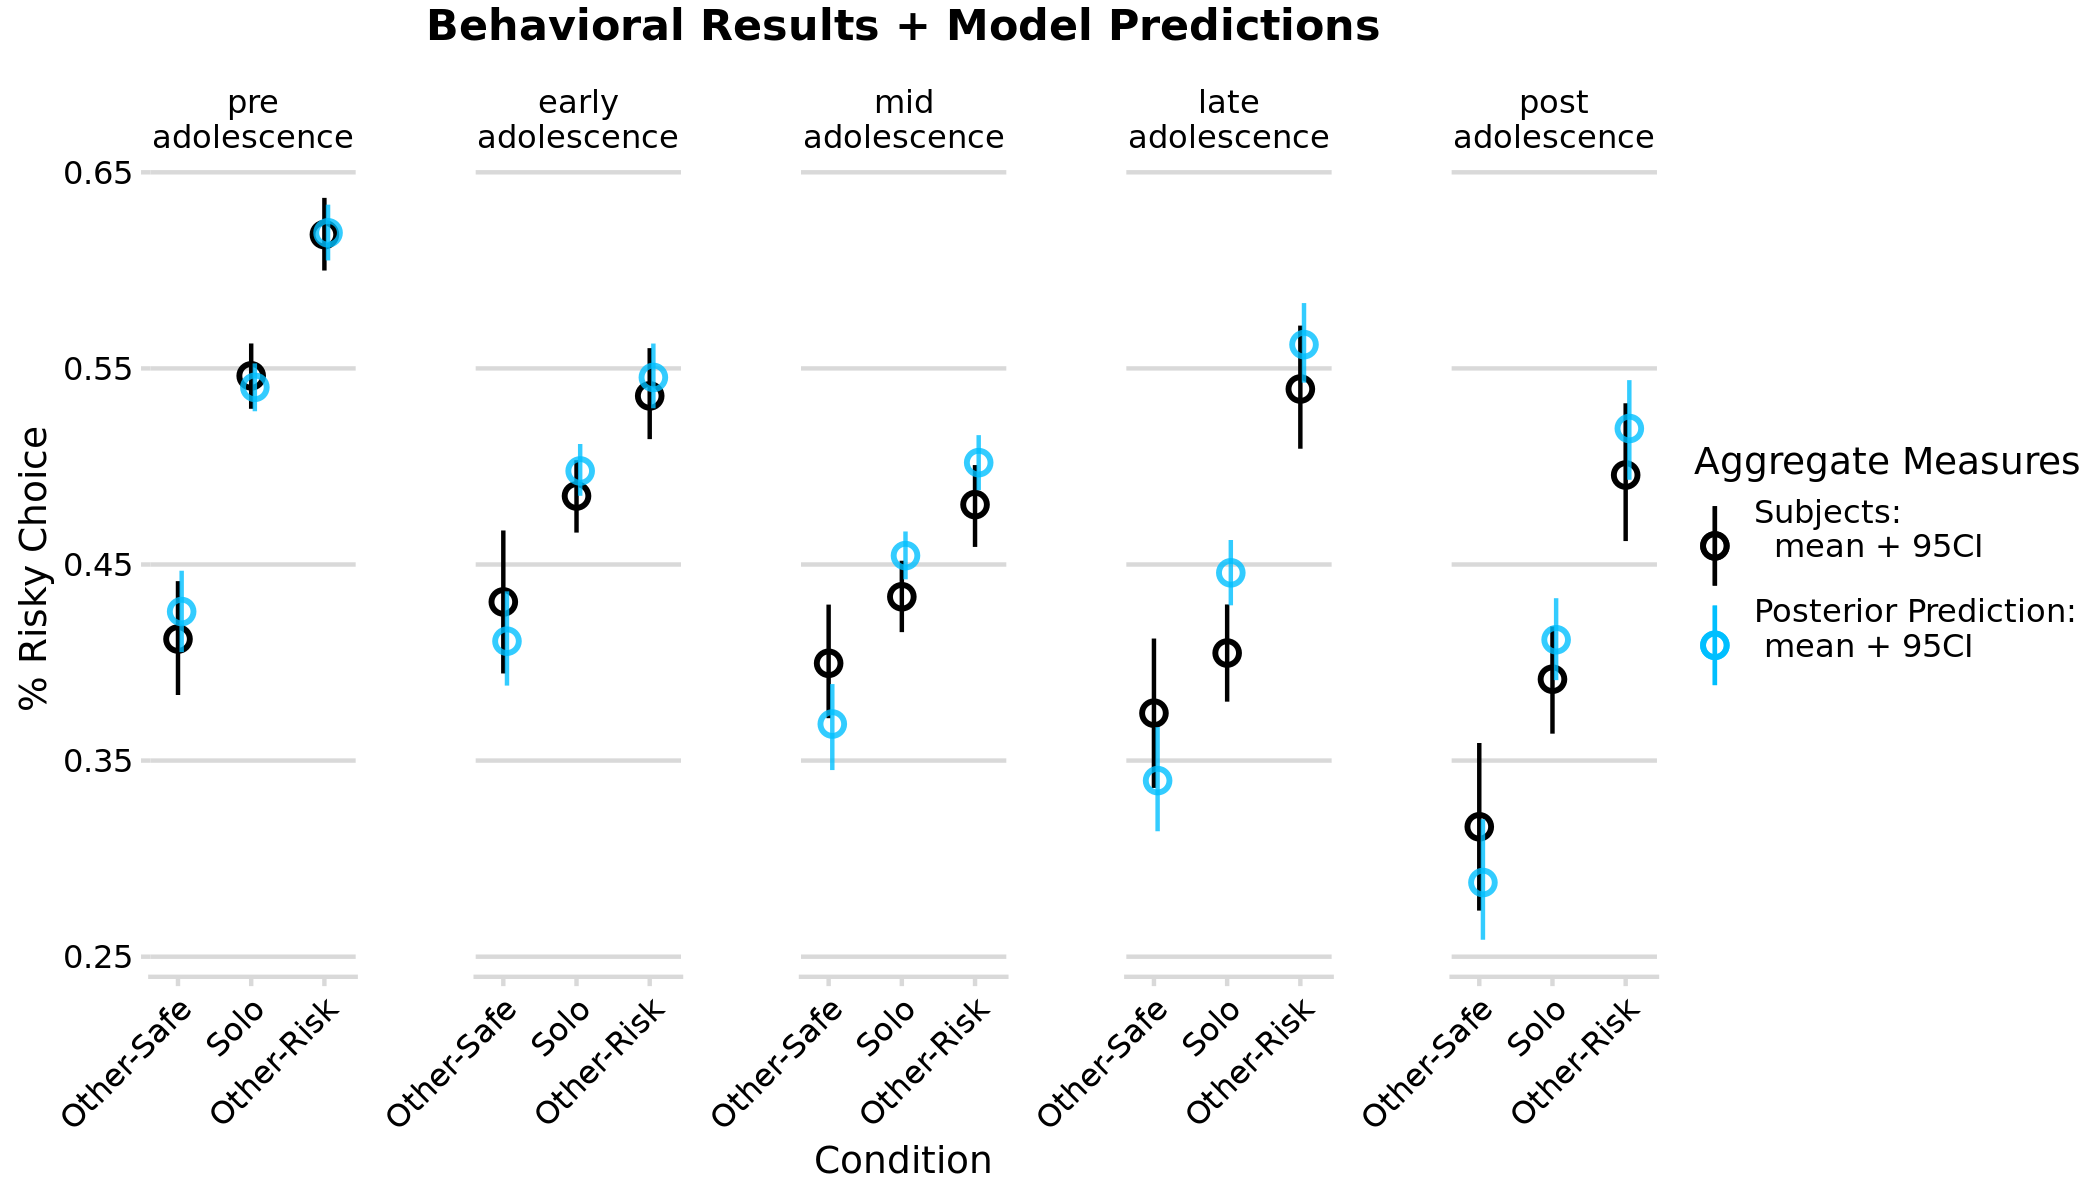 Behavioral Results + Model Predictions
pre
adolescence
early
adolescence
mid
adolescence
late
adolescence
post
adolescence
% Risky Choice
0.65
0.55
0.45
0.35
0.25
Other-Safe
Solo
Other-Risk
Other-Safe
Solo
Other-Risk
Other-Safe
Solo
Other-Risk
Other-Safe
Solo
Other-Risk
Other-Safe
Solo
Other-Risk
Condition
Aggregate Measures
Subjects:
mean + 95CI
Posterior Prediction:
mean + 95CI